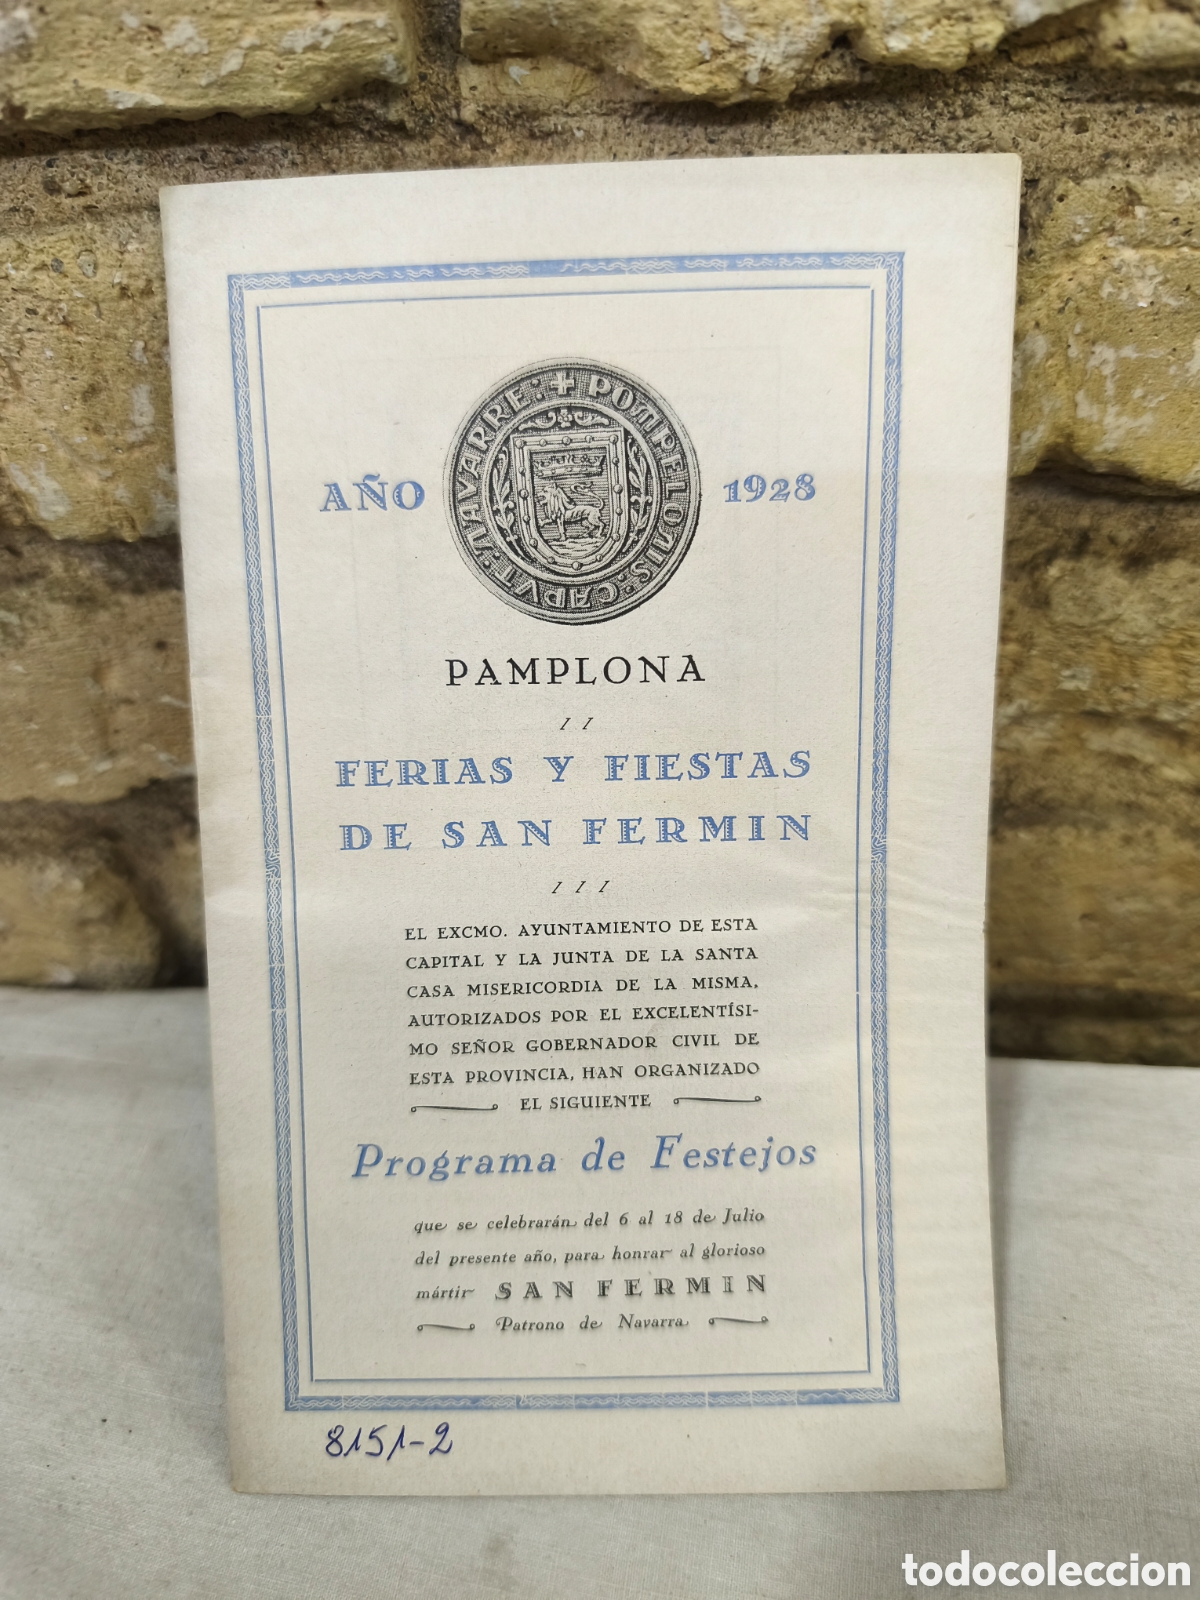 AÑO
1928
+ POMPELONIS: CAPVT: NAVARRE:
PAMPLONA
FERIAS Y FIESTAS
DE SAN FERMIN
EL EXCMO. AYUNTAMIENTO DE ESTA
CAPITAL Y LA JUNTA DE LA SANTA
CASA MISERICORDIA DE LA MISMA,
AUTORIZADOS POR EL EXCELENTÍSI-
MO SEÑOR GOBERNADOR CIVIL DE
ESTA PROVINCIA, HAN ORGANIZADO
EL SIGUIENTE
Programa de Festejos
que se celebrarán del 6 al 18 de Julio
del presente año, para honrar al glorioso
mártir SAN FERMIN
Patrono de Navarra
8151-2
todocoleccion